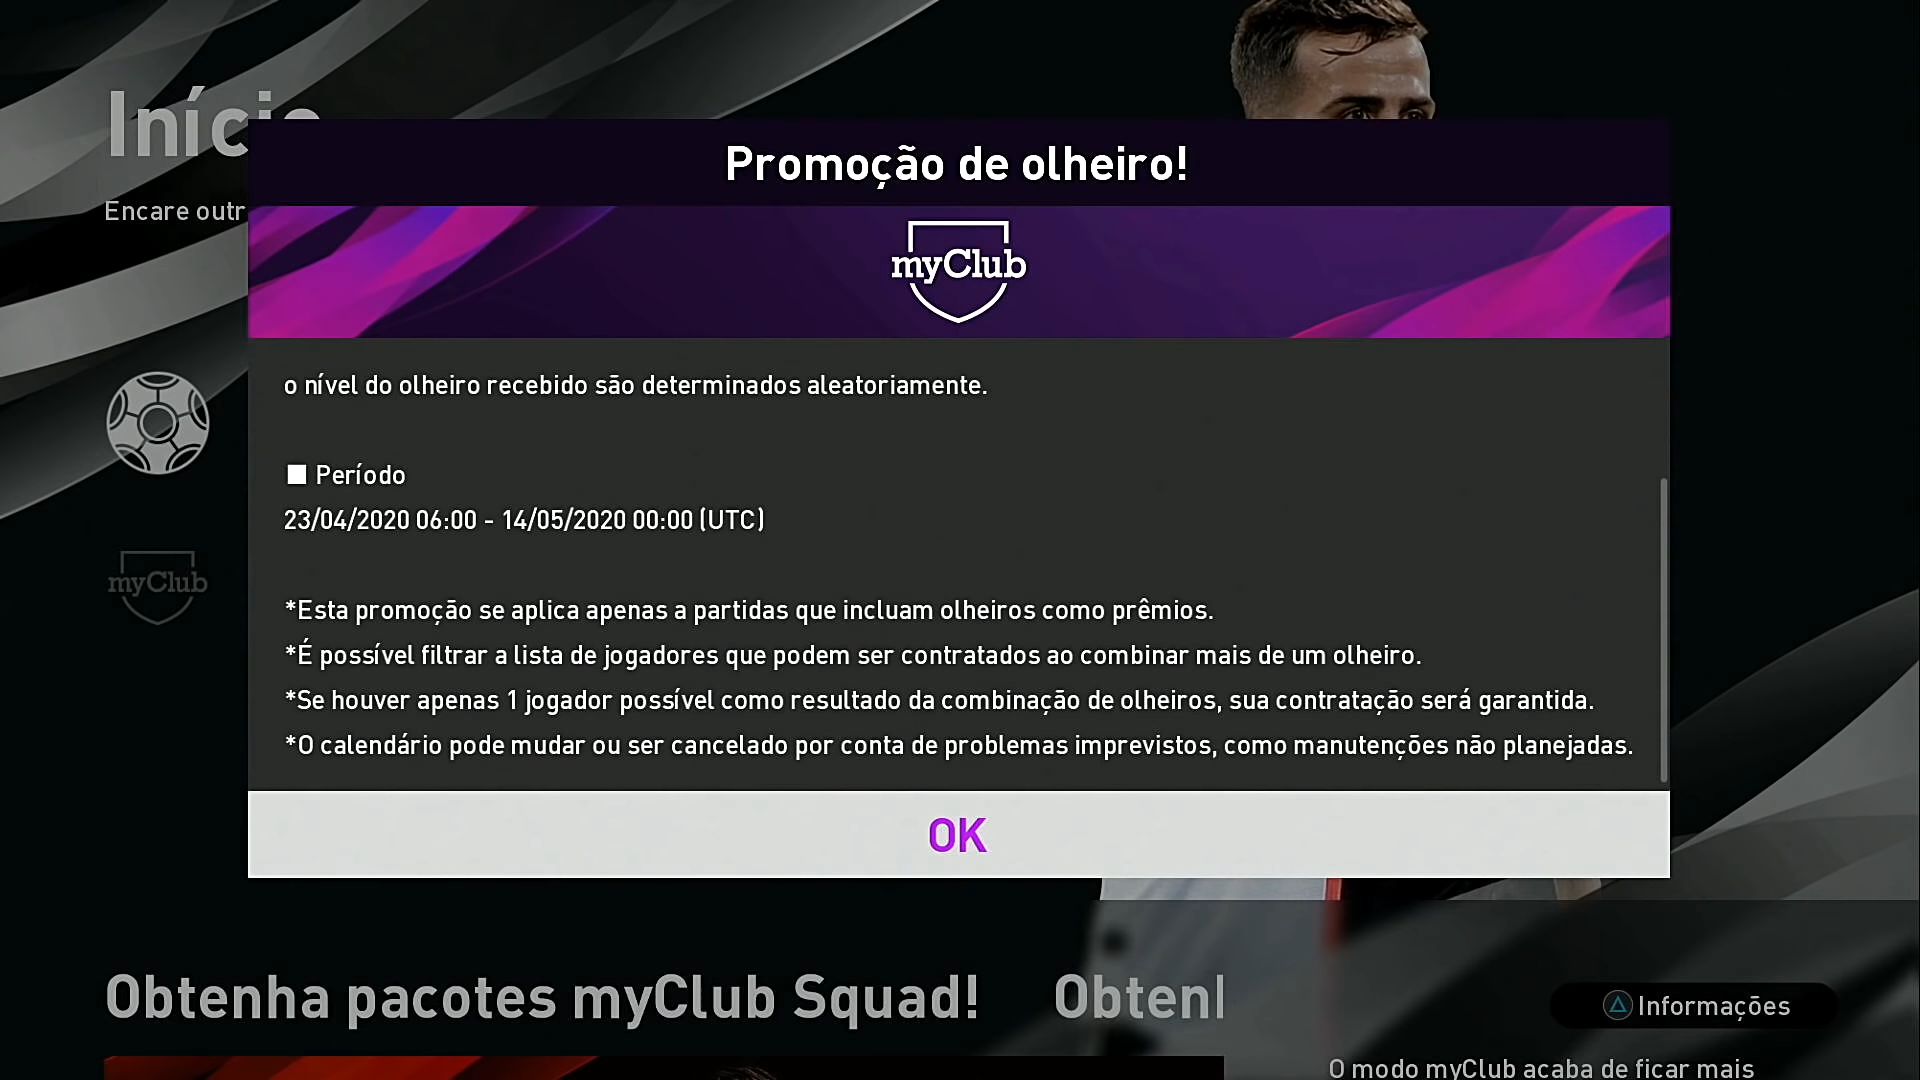 Iníc
Encare outr
Promoção de olheiro!
myClub
o nível do olheiro recebido são determinados aleatoriamente.
■ Período
23/04/2020 06:00 - 14/05/2020 00:00 (UTC)
*Esta promoção se aplica apenas a partidas que incluam olheiros como prêmios.
*É possível filtrar a lista de jogadores que podem ser contratados ao combinar mais de um olheiro.
*Se houver apenas 1 jogador possível como resultado da combinação de olheiros, sua contratação será garantida.
*O calendário pode mudar ou ser cancelado por conta de problemas imprevistos, como manutenções não planejadas.
OK
myClub
Obtenha pacotes myClub Squad!
Obten
Informações
O modo myClub acaba de ficar mais